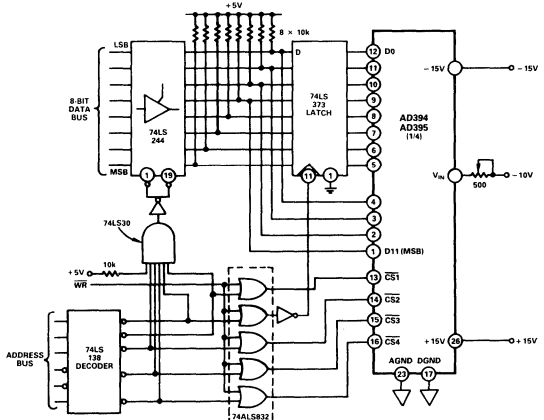 +5V
8 × 10k
LSB
8-BIT
DATA
BUS
MSB
74LS
244
1
19
D
74LS
373
LATCH
11
1
12 D0
11
10
9
8
7
6
5
4
3
2
1 D11 (MSB)
13 CS1
14 CS2
15 CS3
16 CS4
AD394
AD395
(1/4)
-15V
-15V
VIN
500
-10V
+15V
26
+15V
AGND
DGND
23
17
74LS30
10k
+5V
WR
ADDRESS
BUS
74LS
138
DECODER
74ALS832